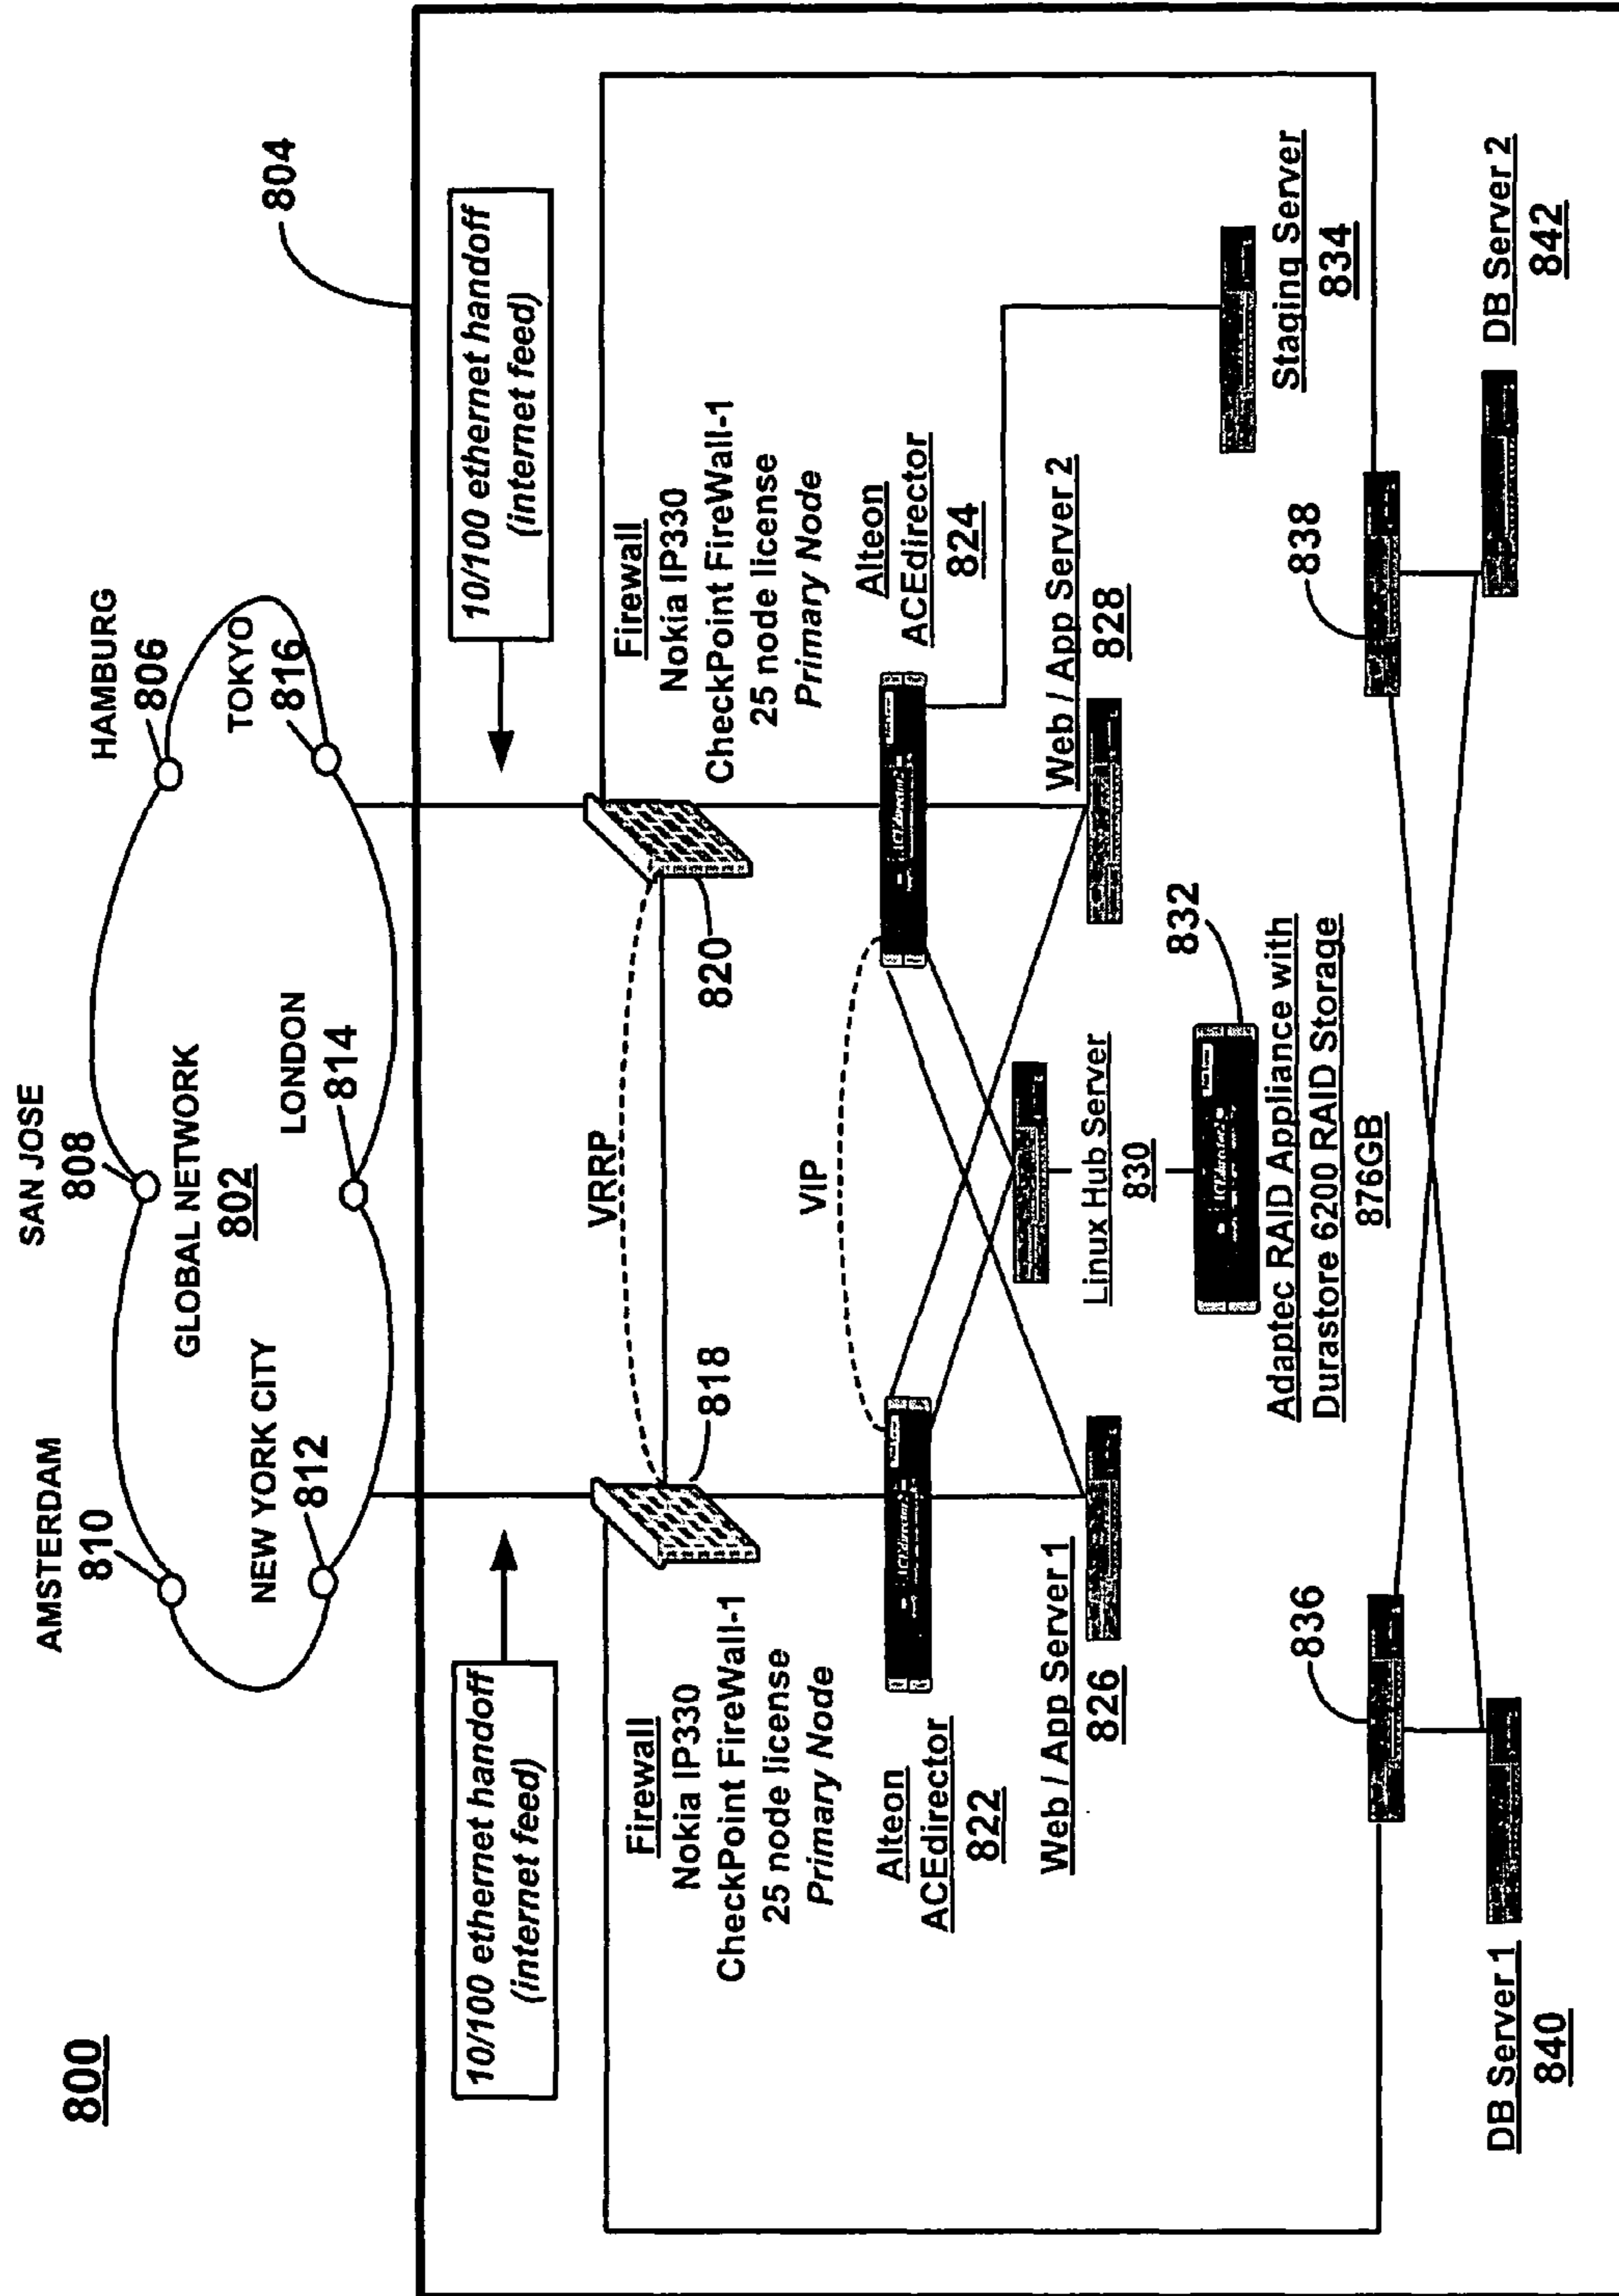 800
AMSTERDAM
810
SAN JOSE
808
HAMBURG
806
GLOBAL NETWORK
802
NEW YORK CITY
812
LONDON
814
TOKYO
816
804
10/100 ethernet handoff
(internet feed)
10/100 ethernet handoff
(internet feed)
VRRP
Firewall
Nokia IP330
CheckPoint FireWall-1
25 node license
Primary Node
818
820
Firewall
Nokia IP330
CheckPoint FireWall-1
25 node license
Primary Node
VIP
Alteon
ACEdirector
822
Alteon
ACEdirector
824
Web / App Server 1
826
Web / App Server 2
828
Linux Hub Server
830
832
Adaptec RAID Appliance with
Durastore 6200 RAID Storage
876GB
Staging Server
834
836
838
DB Server 1
840
DB Server 2
842